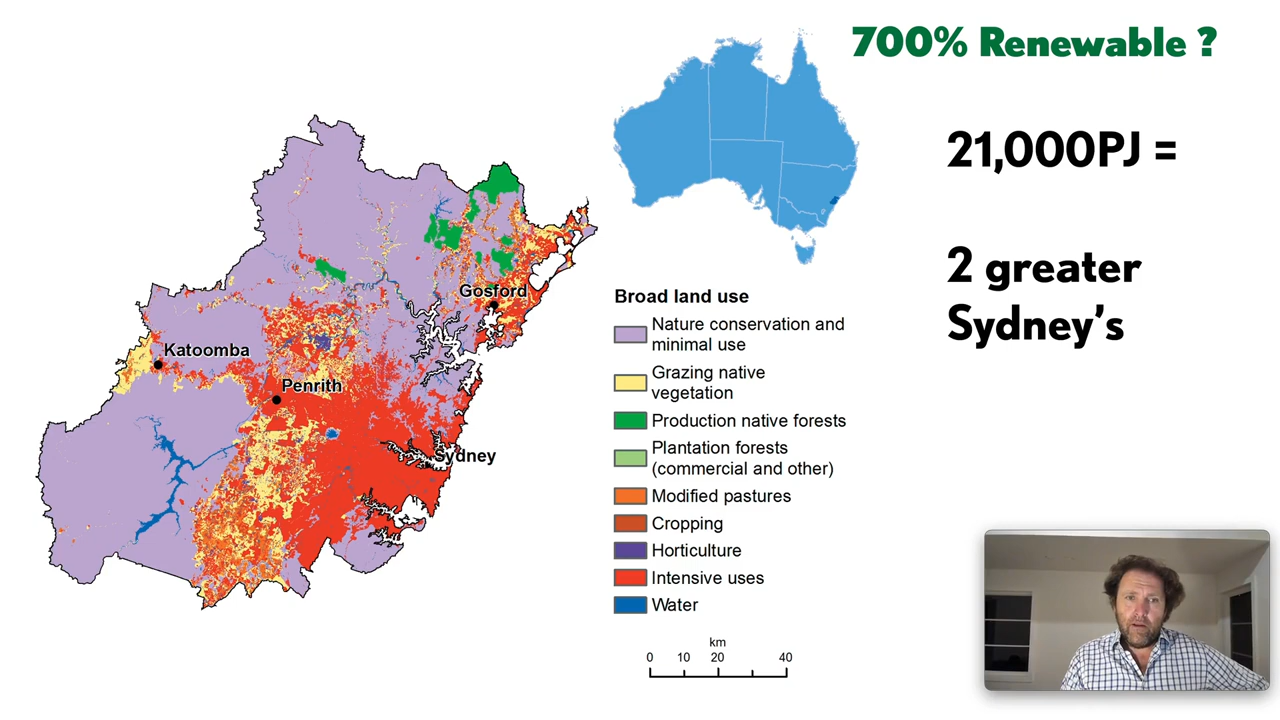 700% Renewable ?
21,000PJ =
2 greater
Sydney’s
Gosford
Katoomba
Penrith
Sydney
Broad land use
Nature conservation and
minimal use
Grazing native
vegetation
Production native forests
Plantation forests
(commercial and other)
Modified pastures
Cropping
Horticulture
Intensive uses
Water
km
0 10 20 40